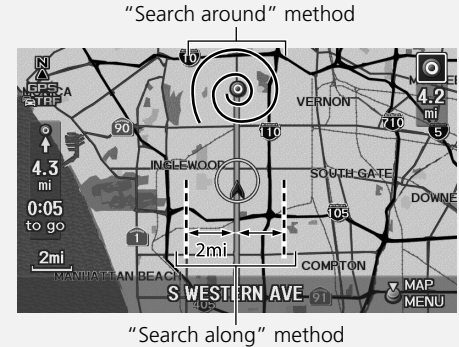 “Search around” method
N
GPS
TRF
MONICA
10
VERNON
4.2
mi
90
110
710
5
4.3
mi
INGLEWOOD
SOUTH GATE
DOWNE
0:05
to go
105
1
2mi
2mi
COMPTON
MANHATTAN BEACH
S WESTERN AVE
91
405
MAP
MENU
“Search along” method